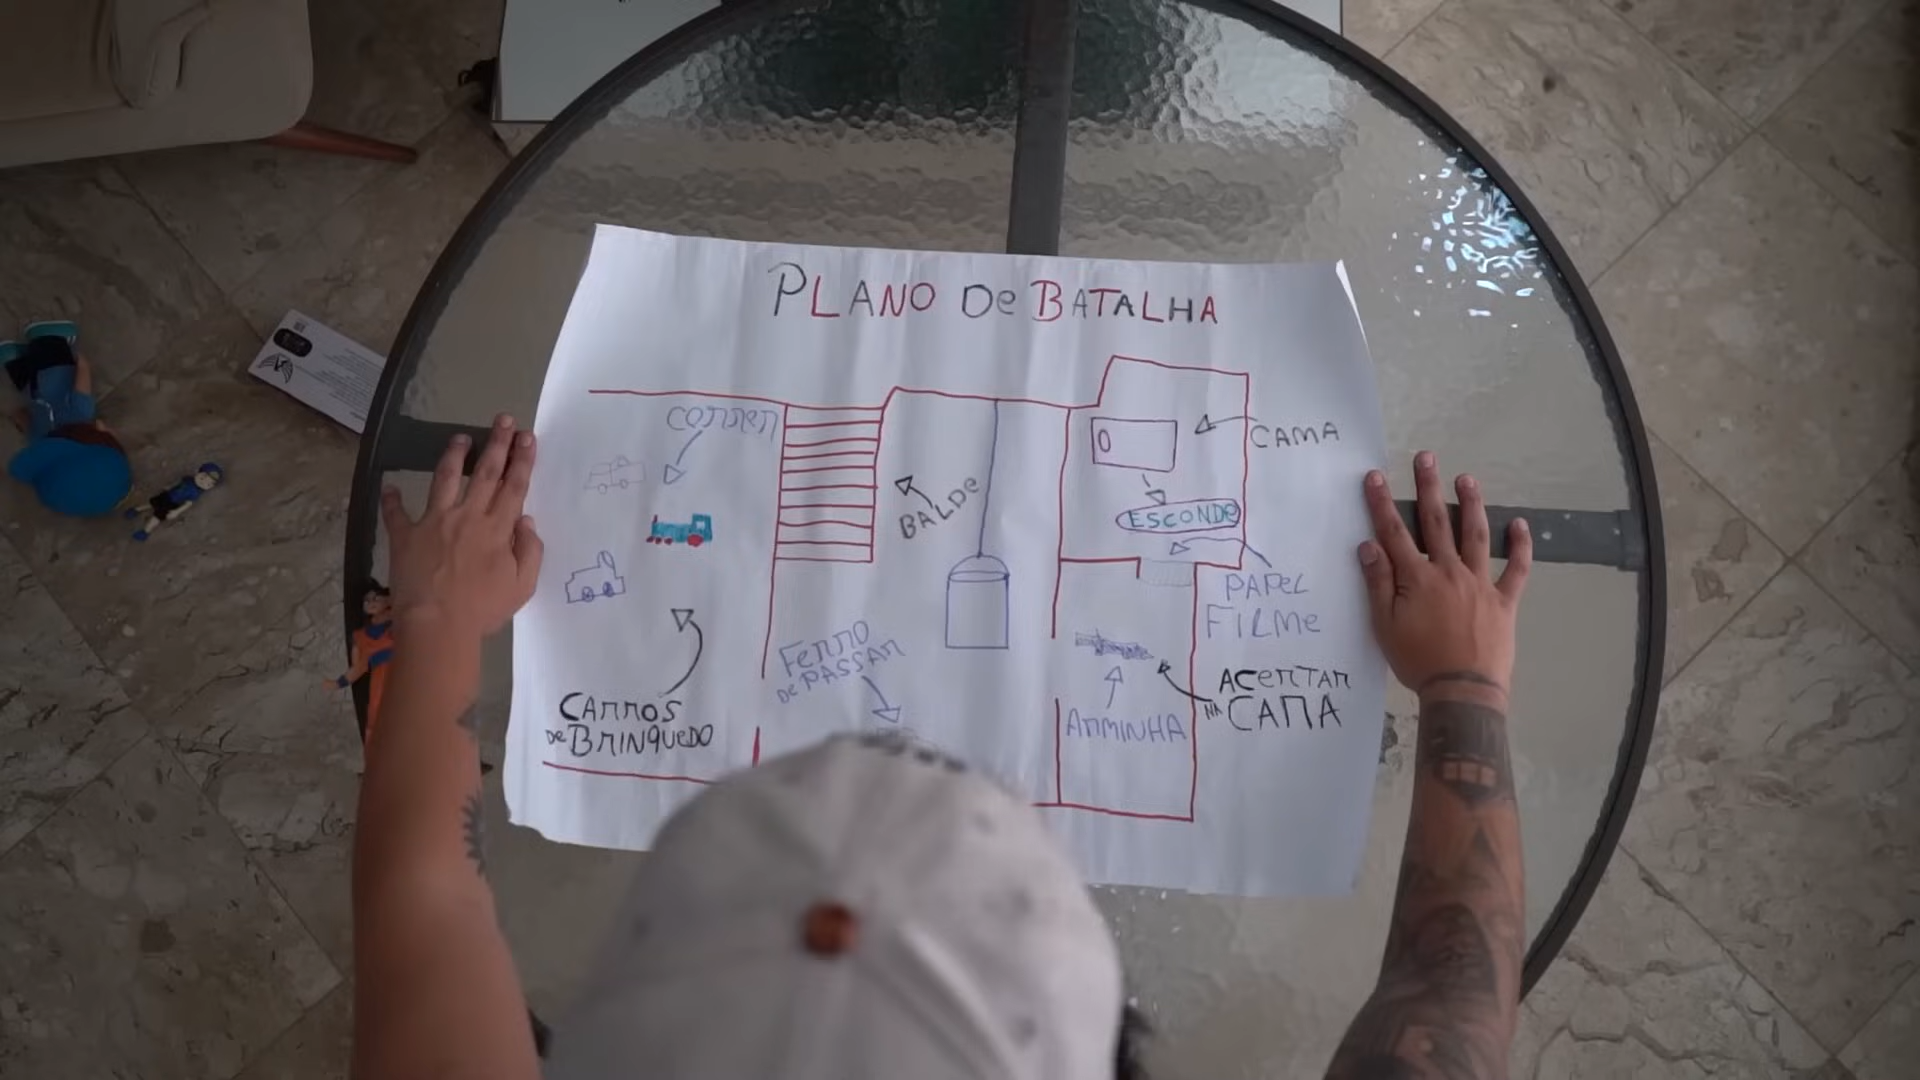 PLANO De BATALHA
correr
CAMA
BALDe
ESCONDe
PAPeL
FILMe
Ferro
De PASSAr
CArrOS
De BrINQUeDO
ArMINHA
ACerTAr
NA CArA